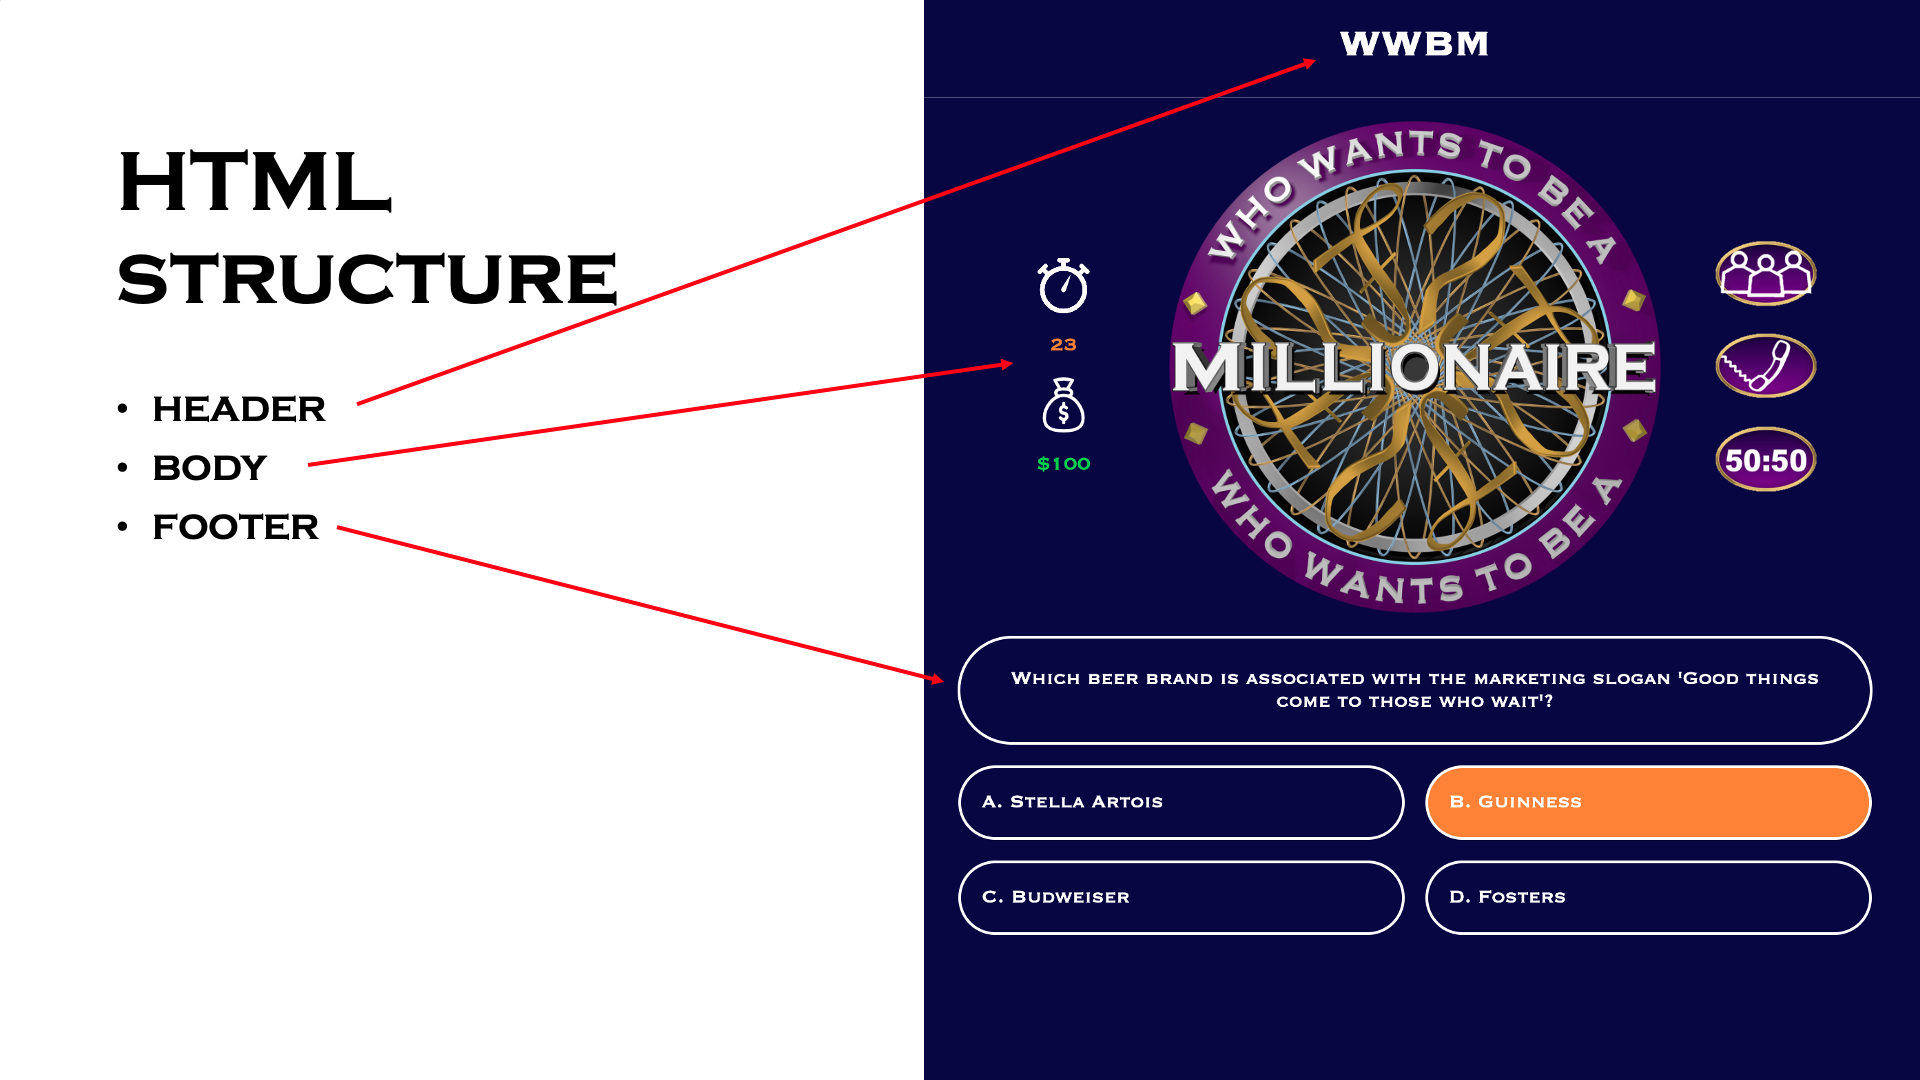 HTML
STRUCTURE
• HEADER
• BODY
• FOOTER
WWBM
WHO WANTS TO BE A
MILLIONAIRE
WHO WANTS TO BE A
23
$
$100
50:50
Which beer brand is associated with the marketing slogan 'Good things
come to those who wait'?
A. Stella Artois
B. Guinness
C. Budweiser
D. Fosters